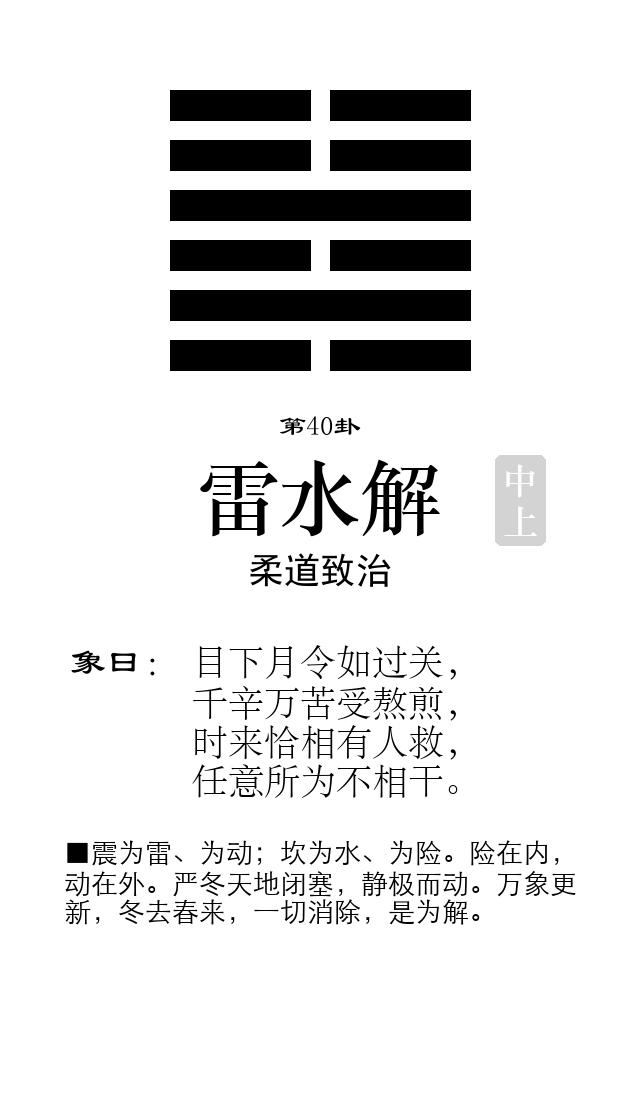 第40卦
雷水解
中上
柔道致治
象曰: 目下月令如过关，
千辛万苦受熬煎，
时来恰相有人救，
任意所为不相干。
■震为雷、为动；坎为水、为险。险在内，
动在外。严冬天地闭塞，静极而动。万象更
新，冬去春来，一切消除，是为解。